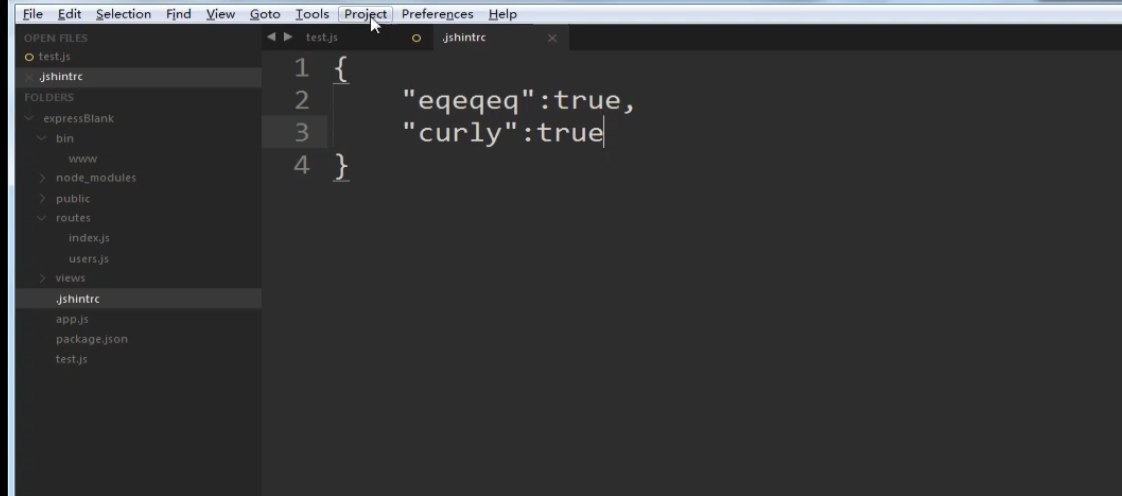 File Edit Selection Find View Goto Tools Project Preferences Help
OPEN FILES
test.js
.jshintrc
FOLDERS
expressBlank
bin
www
node_modules
public
routes
index.js
users.js
views
.jshintrc
app.js
package.json
test.js
test.js .jshintrc
1 {
2 "eqeqeq":true,
3 "curly":true
4 }